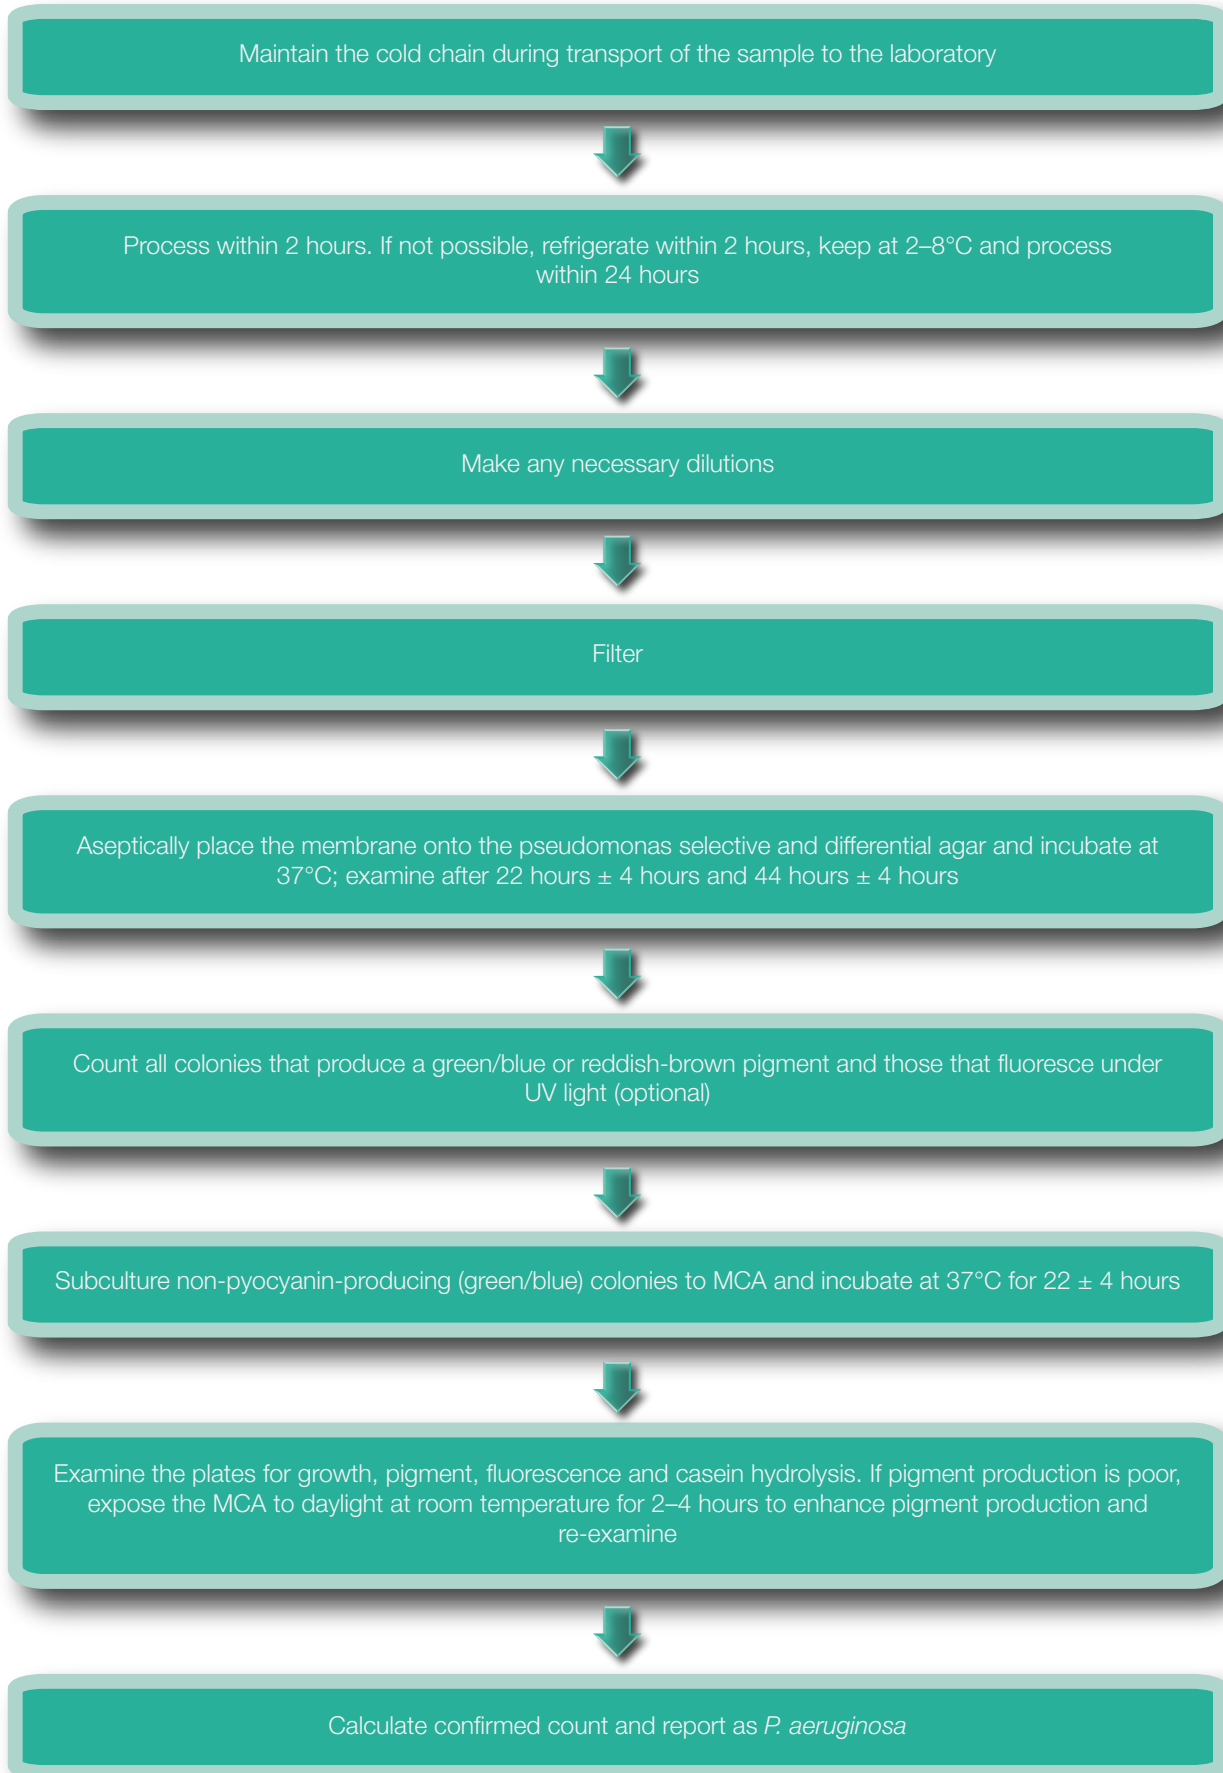 Maintain the cold chain during transport of the sample to the laboratory
Process within 2 hours. If not possible, refrigerate within 2 hours, keep at 2–8°C and process
within 24 hours
Make any necessary dilutions
Filter
Aseptically place the membrane onto the pseudomonas selective and differential agar and incubate at
37°C; examine after 22 hours ± 4 hours and 44 hours ± 4 hours
Count all colonies that produce a green/blue or reddish-brown pigment and those that fluoresce under
UV light (optional)
Subculture non-pyocyanin-producing (green/blue) colonies to MCA and incubate at 37°C for 22 ± 4 hours
Examine the plates for growth, pigment, fluorescence and casein hydrolysis. If pigment production is poor,
expose the MCA to daylight at room temperature for 2–4 hours to enhance pigment production and
re-examine
Calculate confirmed count and report as P. aeruginosa